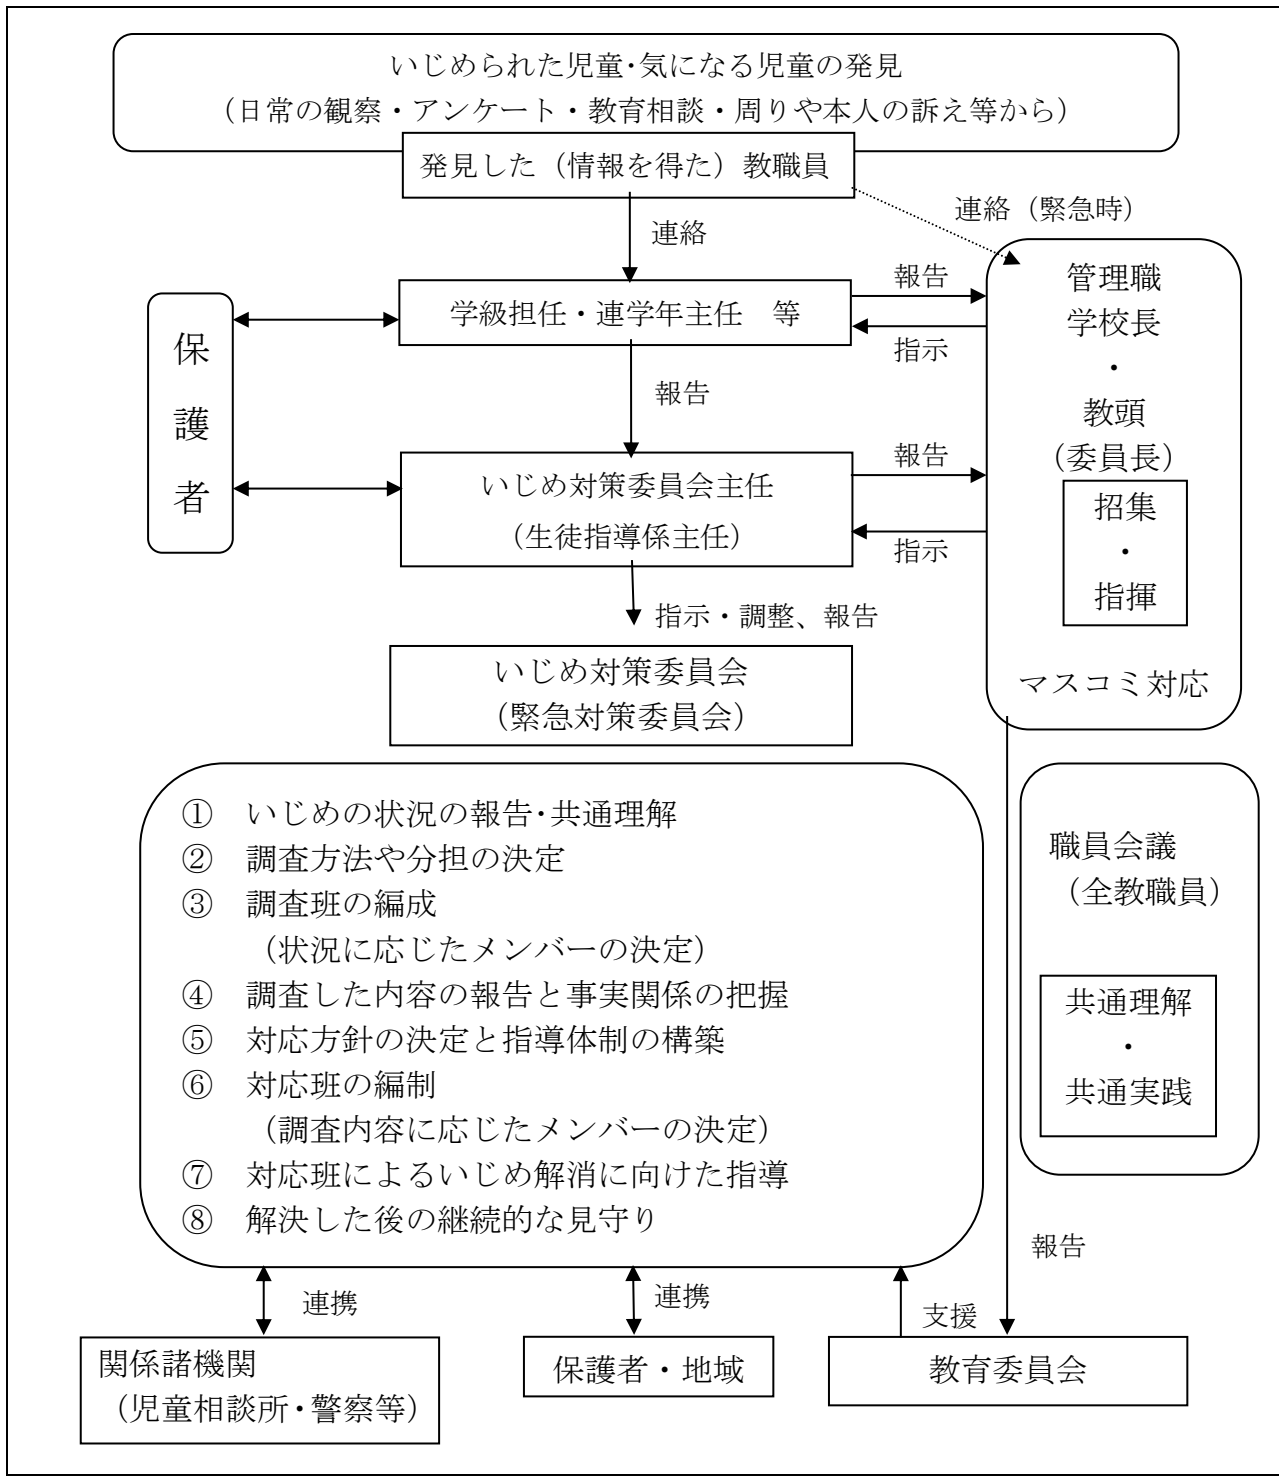 いじめられた児童･気になる児童の発見
（日常の観察・アンケート・教育相談・周りや本人の訴え等から）
発見した（情報を得た）教職員
連絡（緊急時）
連絡
管理職
学校長
・
教頭
（委員長）
招集
・
指揮
マスコミ対応
報告
学級担任・連学年主任　等
指示
保
護
者
報告
報告
いじめ対策委員会主任
（生徒指導係主任）
指示
指示・調整、報告
いじめ対策委員会
（緊急対策委員会）
①　いじめの状況の報告･共通理解
②　調査方法や分担の決定
③　調査班の編成
（状況に応じたメンバーの決定）
④　調査した内容の報告と事実関係の把握
⑤　対応方針の決定と指導体制の構築
⑥　対応班の編制
（調査内容に応じたメンバーの決定）
⑦　対応班によるいじめ解消に向けた指導
⑧　解決した後の継続的な見守り
職員会議
（全教職員）
共通理解
・
共通実践
報告
連携
連携
支援
関係諸機関
（児童相談所･警察等）
保護者・地域
教育委員会